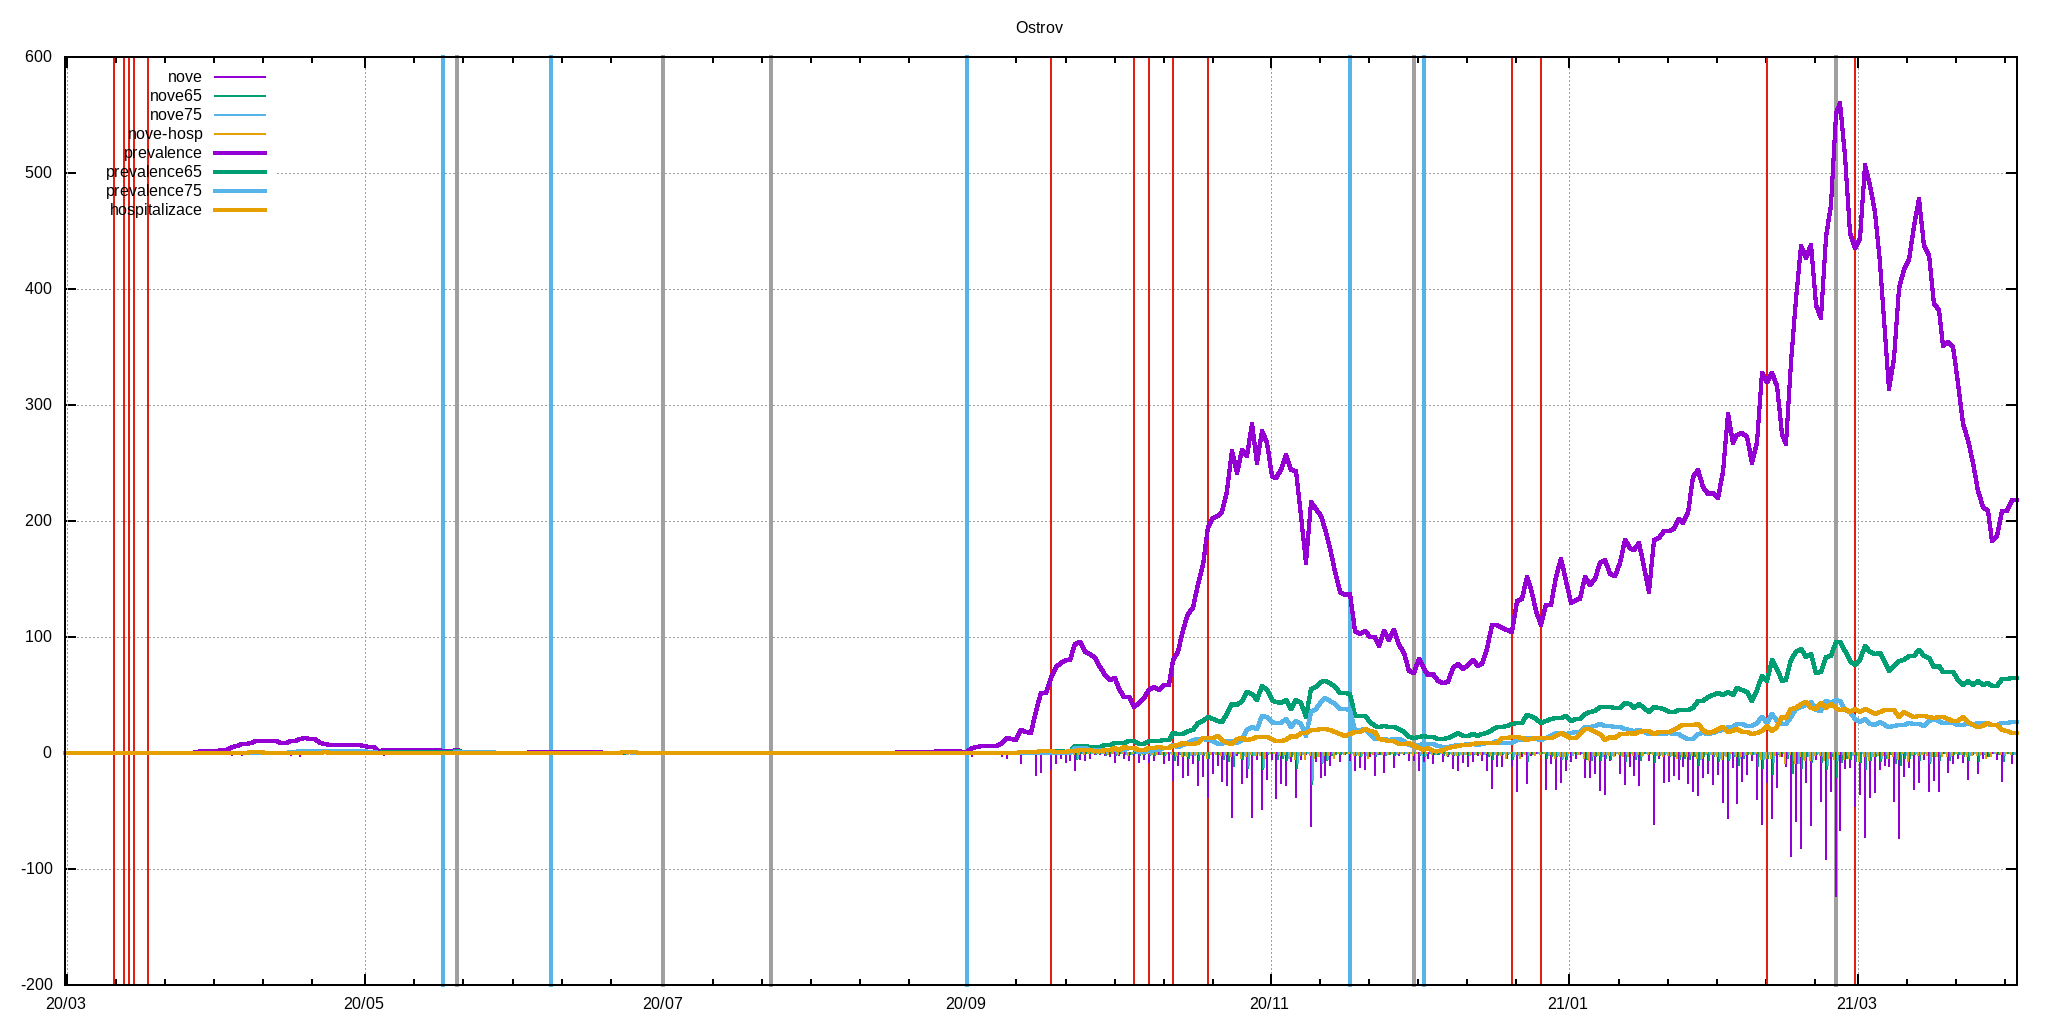 Ostrov
600
nove
nove65
nove75
nove-hosp
prevalence
prevalence65
prevalence75
hospitalizace
500
400
300
200
100
0
-100
-200
20/03 20/05 20/07 20/09 20/11 21/01 21/03